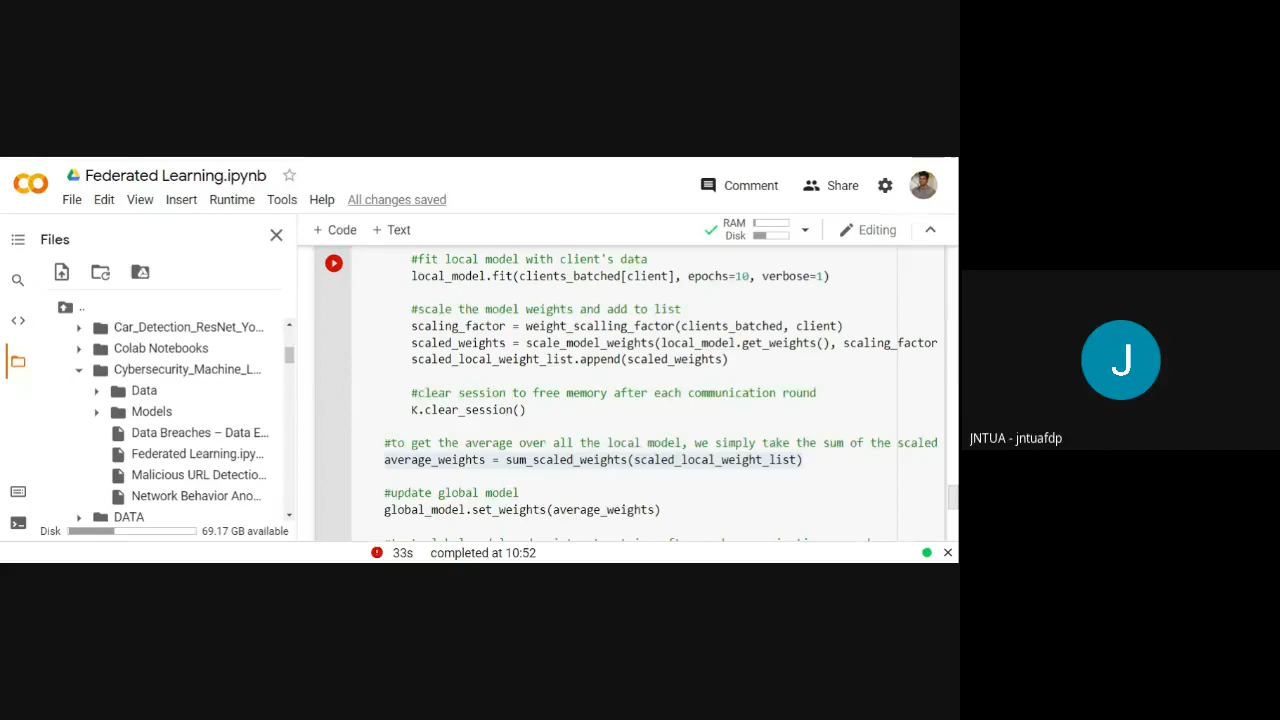 Federated Learning.ipynb
File Edit View Insert Runtime Tools Help All changes saved
Comment Share
Files
+ Code + Text
RAM
Disk
Editing
..
Car_Detection_ResNet_Yo...
Colab Notebooks
Cybersecurity_Machine_L...
Data
Models
Data Breaches – Data E...
Federated Learning.ipy...
Malicious URL Detectio...
Network Behavior Ano...
DATA
Disk 69.17 GB available
#fit local model with client's data
local_model.fit(clients_batched[client], epochs=10, verbose=1)
#scale the model weights and add to list
scaling_factor = weight_scalling_factor(clients_batched, client)
scaled_weights = scale_model_weights(local_model.get_weights(), scaling_factor
scaled_local_weight_list.append(scaled_weights)
#clear session to free memory after each communication round
K.clear_session()
#to get the average over all the local model, we simply take the sum of the scaled
average_weights = sum_scaled_weights(scaled_local_weight_list)
#update global model
global_model.set_weights(average_weights)
33s completed at 10:52
J
JNTUA - jntuafdp